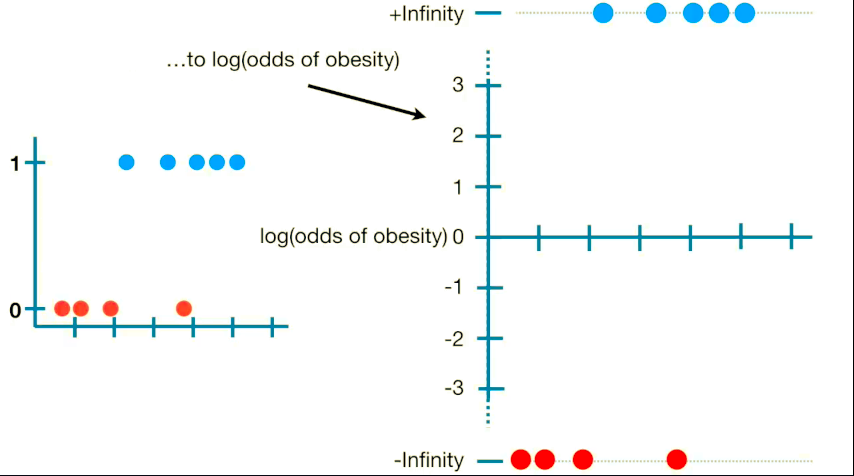 +Infinity
…to log(odds of obesity)
3
2
1
1
log(odds of obesity) 0
-1
0
-2
-3
-Infinity